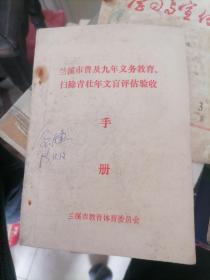 兰溪市普及九年义务教育、
扫除青壮年文盲评估验收
手
册
兰溪市教育体育委员会